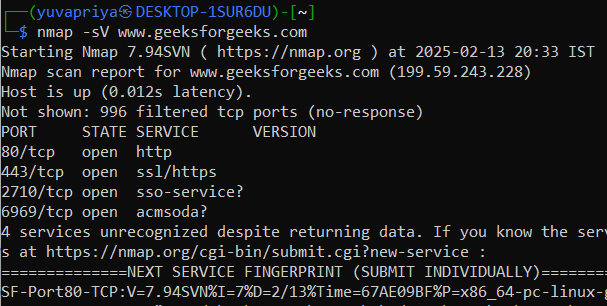 ┌──(yuvapriya㉿DESKTOP-1SUR6DU)-[~]
└─$ nmap -sV www.geeksforgeeks.com
Starting Nmap 7.94SVN ( https://nmap.org ) at 2025-02-13 20:33 IST
Nmap scan report for www.geeksforgeeks.com (199.59.243.228)
Host is up (0.012s latency).
Not shown: 996 filtered tcp ports (no-response)
PORT     STATE SERVICE      VERSION
80/tcp   open  http
443/tcp  open  ssl/https
2710/tcp open  sso-service?
6969/tcp open  acmsoda?
4 services unrecognized despite returning data. If you know the serv
s at https://nmap.org/cgi-bin/submit.cgi?new-service :
==============NEXT SERVICE FINGERPRINT (SUBMIT INDIVIDUALLY)========
SF-Port80-TCP:V=7.94SVN%I=7%D=2/13%Time=67AE09BF%P=x86_64-pc-linux-g